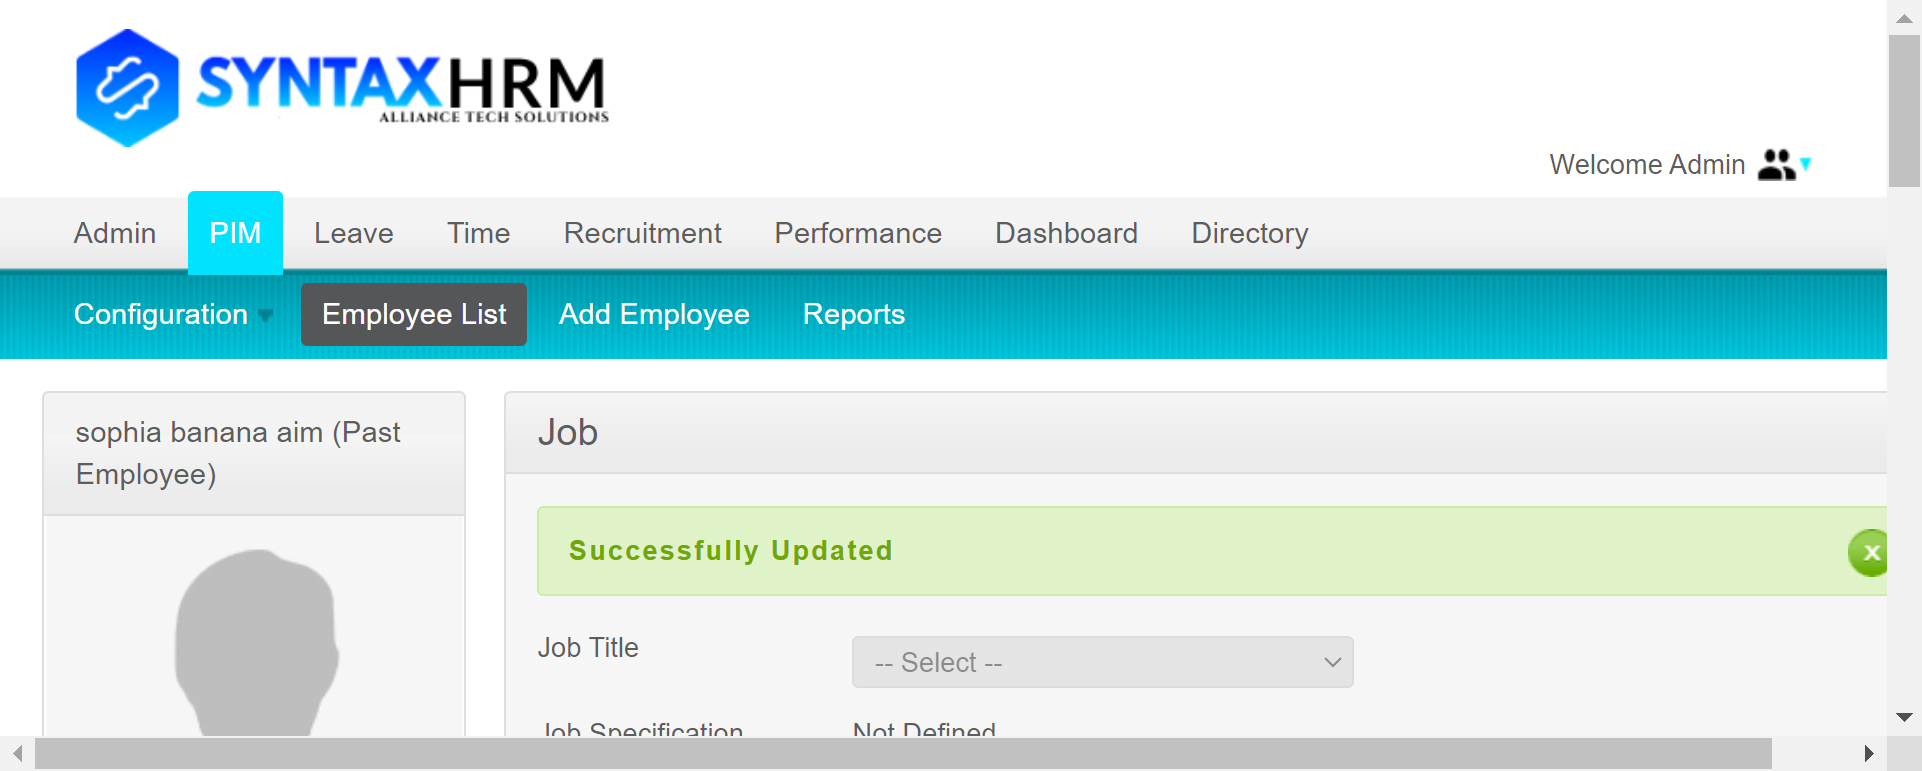 SYNTAXHRM
ALLIANCE TECH SOLUTIONS
Welcome Admin
Admin PIM Leave Time Recruitment Performance Dashboard Directory
Configuration Employee List Add Employee Reports
sophia banana aim (Past
Employee)
Job
Successfully Updated
x
Job Title
-- Select --
Job Specification Not Defined